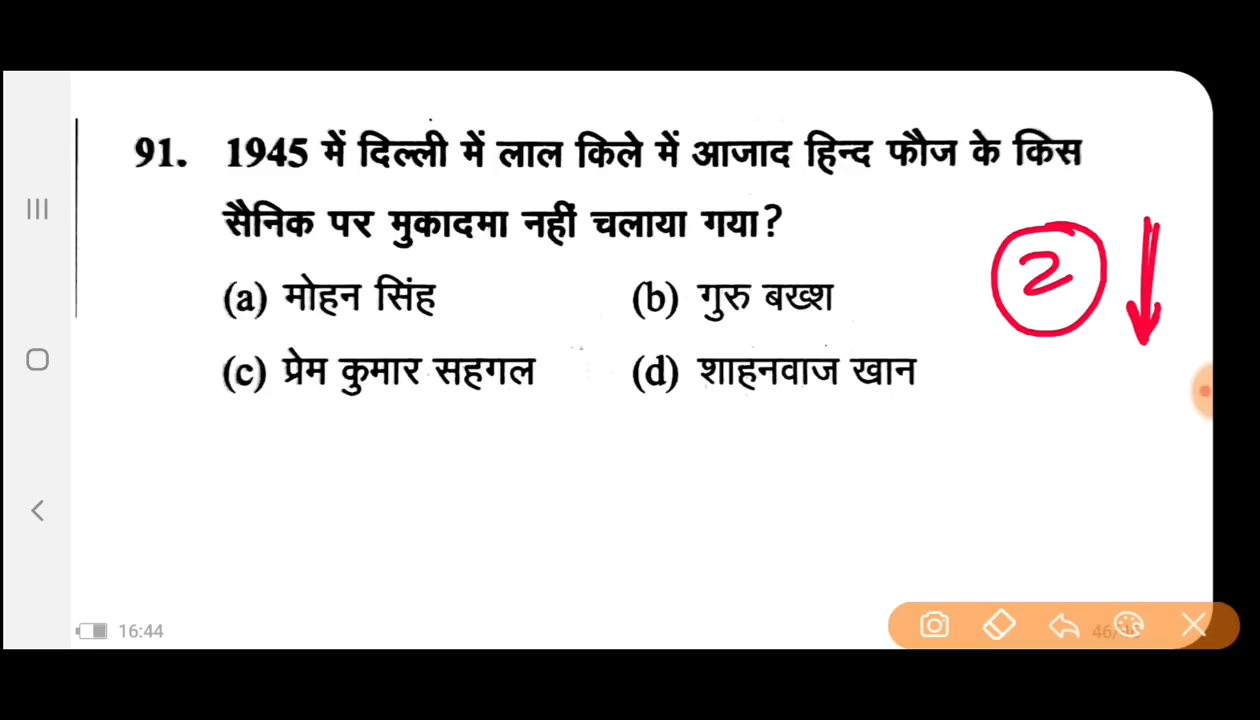 91. 1945 में दिल्ली में लाल किले में आजाद हिन्द फौज के किस
सैनिक पर मुकादमा नहीं चलाया गया?
(a) मोहन सिंह (b) गुरु बख्श
2
(c) प्रेम कुमार सहगल (d) शाहनवाज खान
16:44